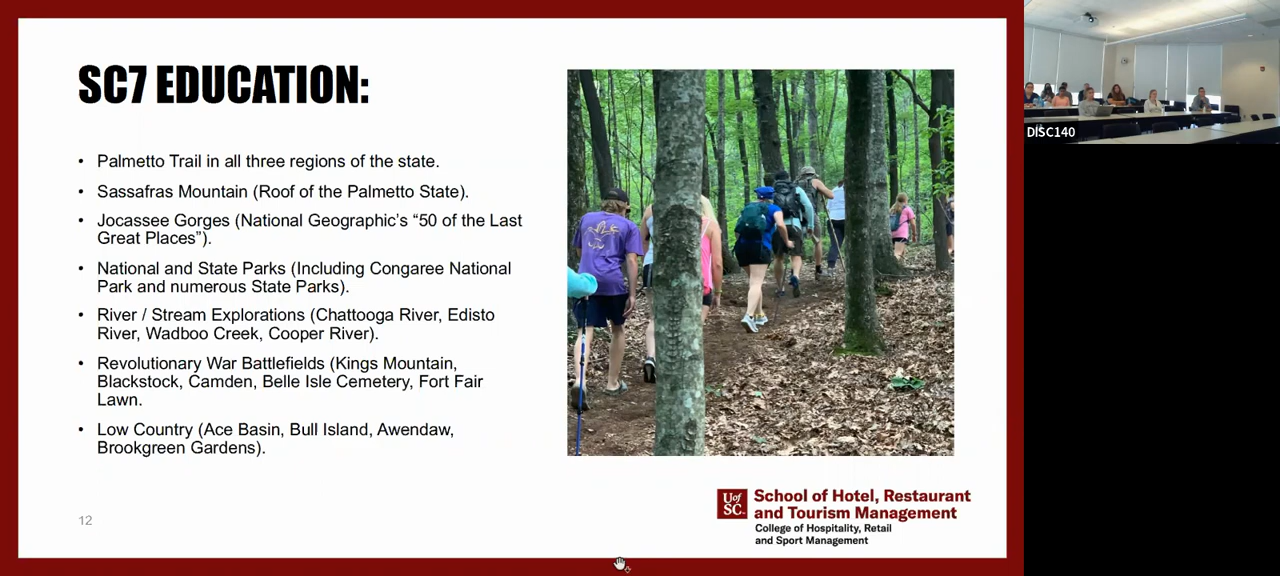 SC7 EDUCATION:
• Palmetto Trail in all three regions of the state.
• Sassafras Mountain (Roof of the Palmetto State).
• Jocassee Gorges (National Geographic’s “50 of the Last
Great Places”).
• National and State Parks (Including Congaree National
Park and numerous State Parks).
• River / Stream Explorations (Chattooga River, Edisto
River, Wadboo Creek, Cooper River).
• Revolutionary War Battlefields (Kings Mountain,
Blackstock, Camden, Belle Isle Cemetery, Fort Fair
Lawn.
• Low Country (Ace Basin, Bull Island, Awendaw,
Brookgreen Gardens).
12
UofSC
School of Hotel, Restaurant
and Tourism Management
College of Hospitality, Retail
and Sport Management
DISC140